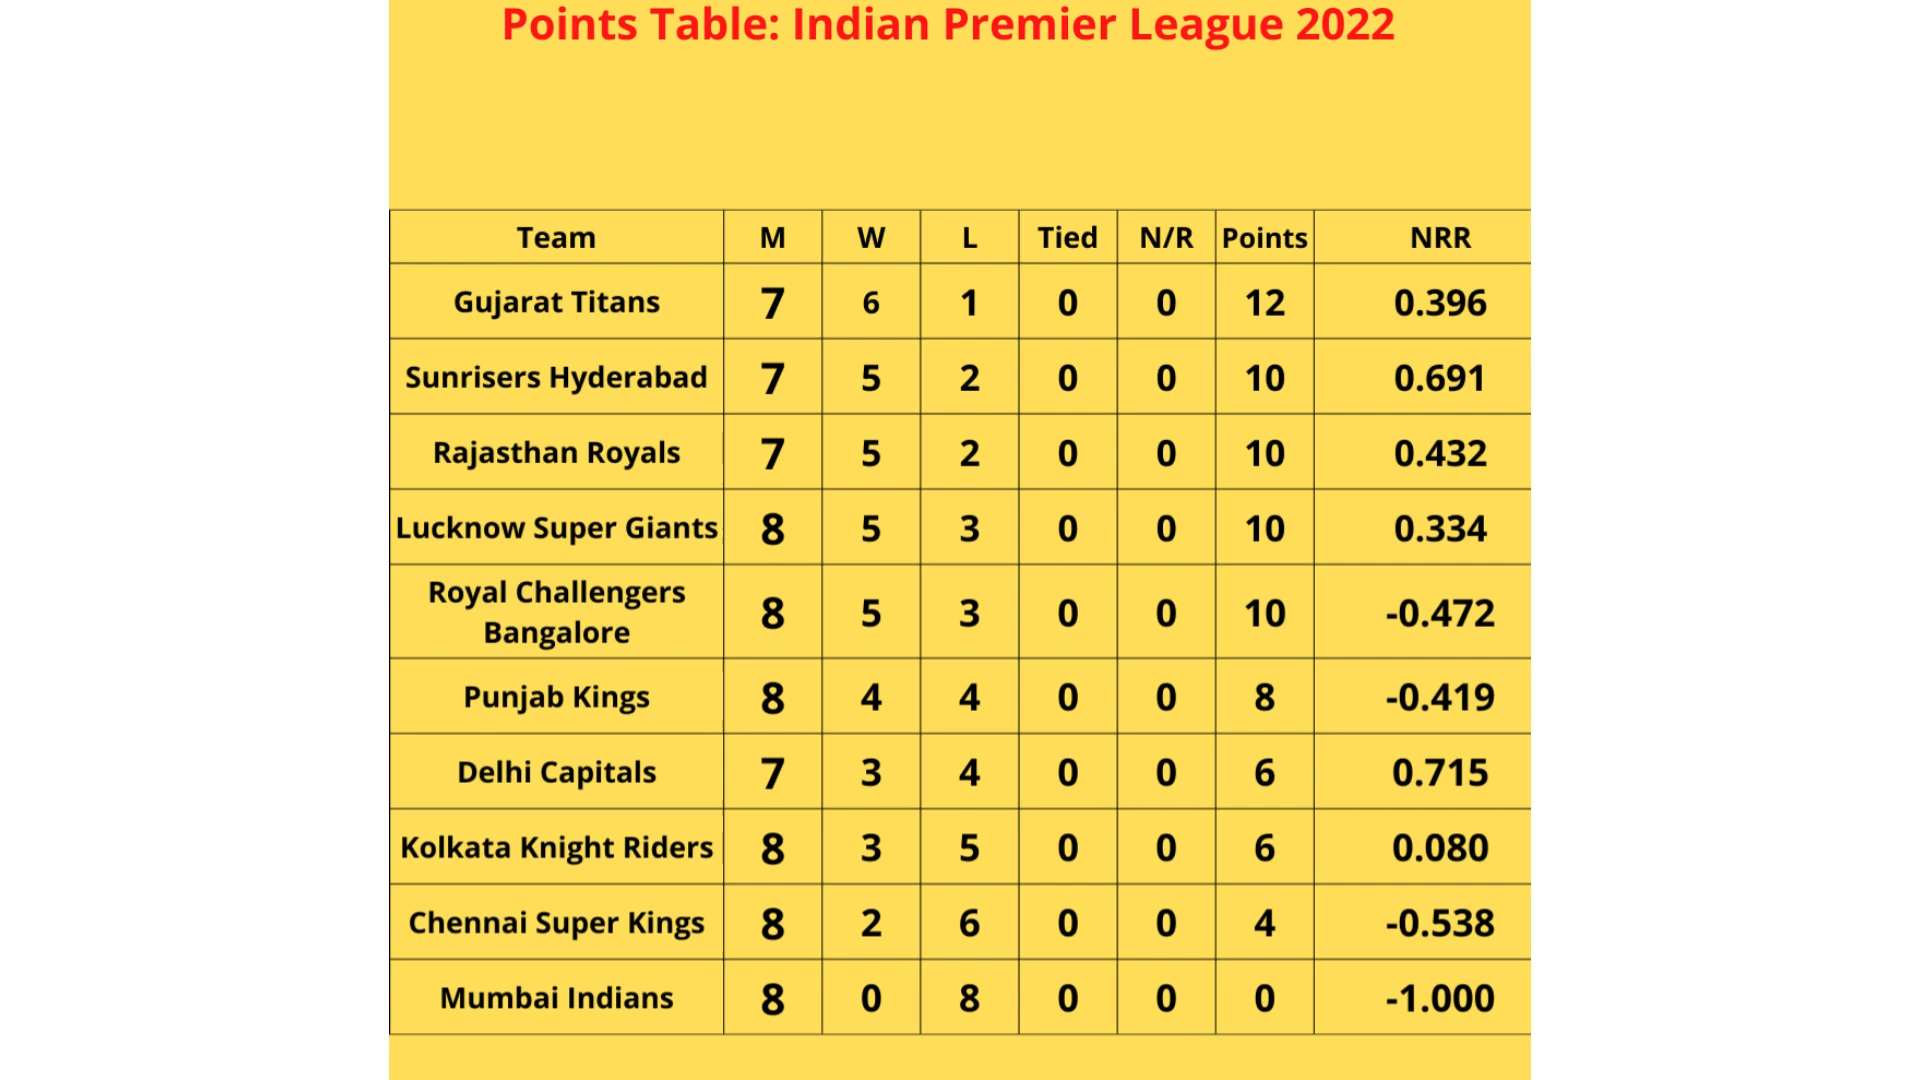 Points Table: Indian Premier League 2022
Team M W L Tied N/R Points NRR
Gujarat Titans 7 6 1 0 0 12 0.396
Sunrisers Hyderabad 7 5 2 0 0 10 0.691
Rajasthan Royals 7 5 2 0 0 10 0.432
Lucknow Super Giants 8 5 3 0 0 10 0.334
Royal Challengers
Bangalore 8 5 3 0 0 10 -0.472
Punjab Kings 8 4 4 0 0 8 -0.419
Delhi Capitals 7 3 4 0 0 6 0.715
Kolkata Knight Riders 8 3 5 0 0 6 0.080
Chennai Super Kings 8 2 6 0 0 4 -0.538
Mumbai Indians 8 0 8 0 0 0 -1.000